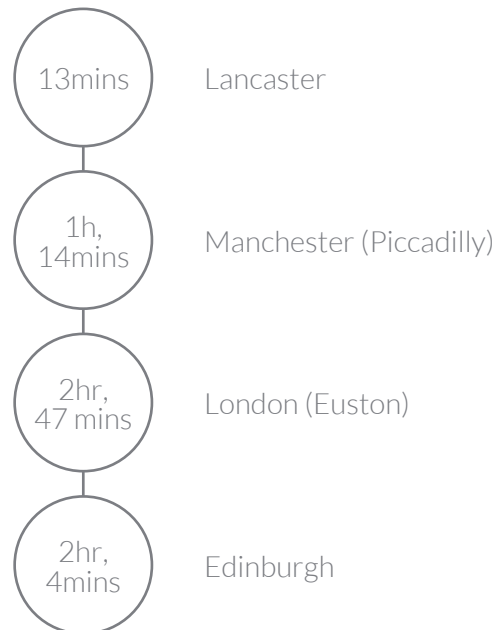 13mins
Lancaster
1h,
14mins
Manchester (Piccadilly)
2hr,
47 mins
London (Euston)
2hr,
4mins
Edinburgh